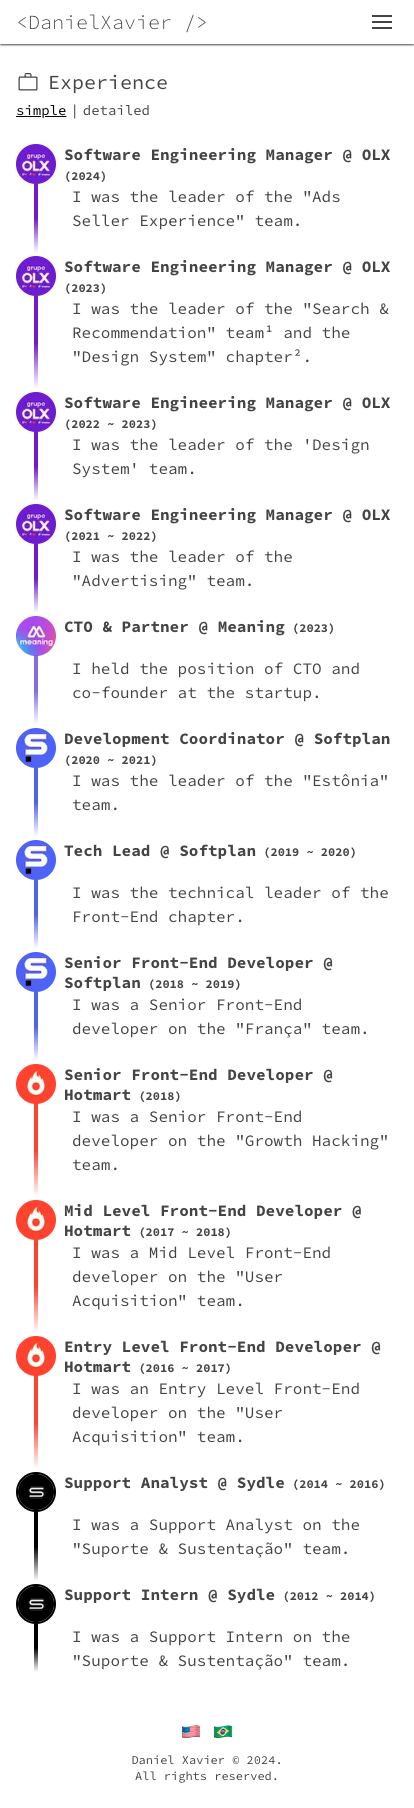 <DanielXavier />
Experience
simple | detailed
grupo
OLX
Software Engineering Manager @ OLX
(2024)
I was the leader of the "Ads
Seller Experience" team.
grupo
OLX
Software Engineering Manager @ OLX
(2023)
I was the leader of the "Search &
Recommendation" team¹ and the
"Design System" chapter².
grupo
OLX
Software Engineering Manager @ OLX
(2022 ~ 2023)
I was the leader of the 'Design
System' team.
grupo
OLX
Software Engineering Manager @ OLX
(2021 ~ 2022)
I was the leader of the
"Advertising" team.
meaning
CTO & Partner @ Meaning (2023)
I held the position of CTO and
co-founder at the startup.
Development Coordinator @ Softplan
(2020 ~ 2021)
I was the leader of the "Estônia"
team.
Tech Lead @ Softplan (2019 ~ 2020)
I was the technical leader of the
Front-End chapter.
Senior Front-End Developer @
Softplan (2018 ~ 2019)
I was a Senior Front-End
developer on the "França" team.
Senior Front-End Developer @
Hotmart (2018)
I was a Senior Front-End
developer on the "Growth Hacking"
team.
Mid Level Front-End Developer @
Hotmart (2017 ~ 2018)
I was a Mid Level Front-End
developer on the "User
Acquisition" team.
Entry Level Front-End Developer @
Hotmart (2016 ~ 2017)
I was an Entry Level Front-End
developer on the "User
Acquisition" team.
Support Analyst @ Sydle (2014 ~ 2016)
I was a Support Analyst on the
"Suporte & Sustentação" team.
Support Intern @ Sydle (2012 ~ 2014)
I was a Support Intern on the
"Suporte & Sustentação" team.
Daniel Xavier © 2024.
All rights reserved.